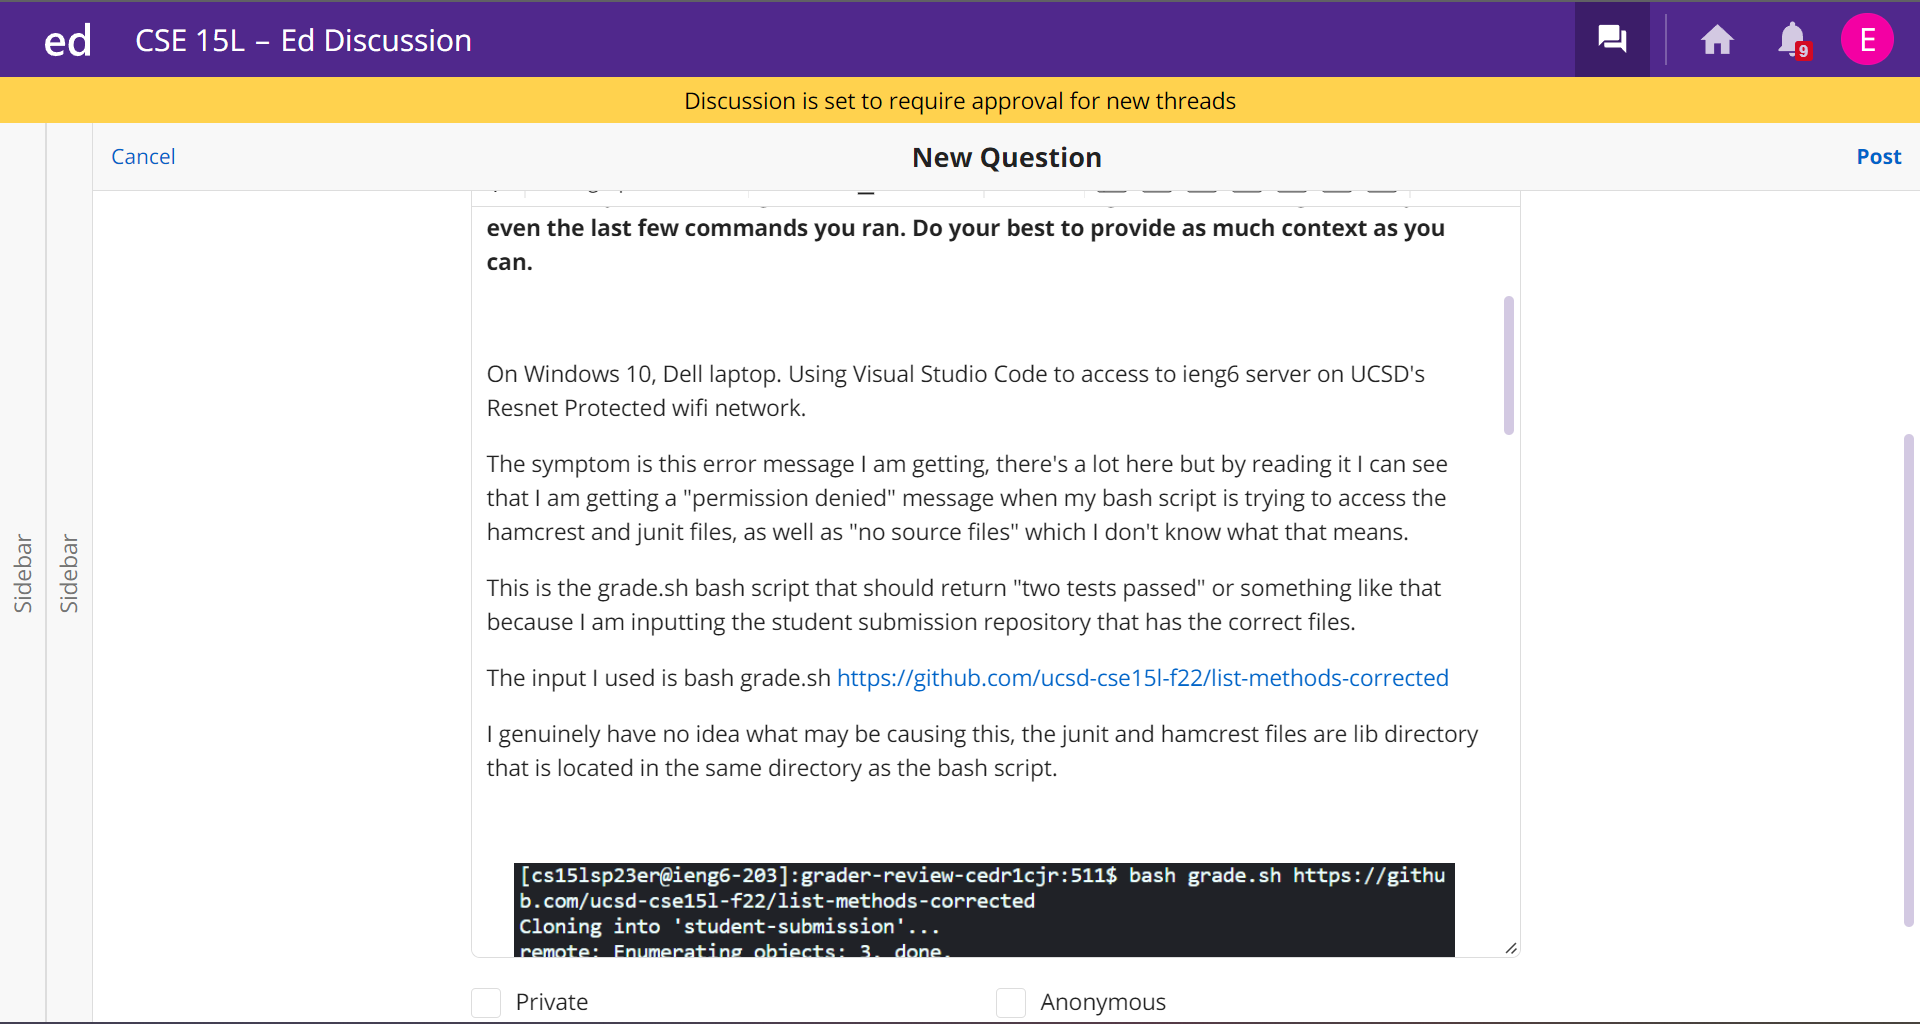 ed CSE 15L – Ed Discussion 9 E
Discussion is set to require approval for new threads
Cancel New Question Post
even the last few commands you ran. Do your best to provide as much context as you
can.
On Windows 10, Dell laptop. Using Visual Studio Code to access to ieng6 server on UCSD's
Resnet Protected wifi network.
The symptom is this error message I am getting, there's a lot here but by reading it I can see
that I am getting a "permission denied" message when my bash script is trying to access the
hamcrest and junit files, as well as "no source files" which I don't know what that means.
This is the grade.sh bash script that should return "two tests passed" or something like that
because I am inputting the student submission repository that has the correct files.
The input I used is bash grade.sh https://github.com/ucsd-cse15l-f22/list-methods-corrected
I genuinely have no idea what may be causing this, the junit and hamcrest files are lib directory
that is located in the same directory as the bash script.
[cs15lsp23er@ieng6-203]:grader-review-cedr1cjr:511$ bash grade.sh https://githu
b.com/ucsd-cse15l-f22/list-methods-corrected
Cloning into 'student-submission'...
remote: Enumerating objects: 3, done.
Private Anonymous
Sidebar
Sidebar